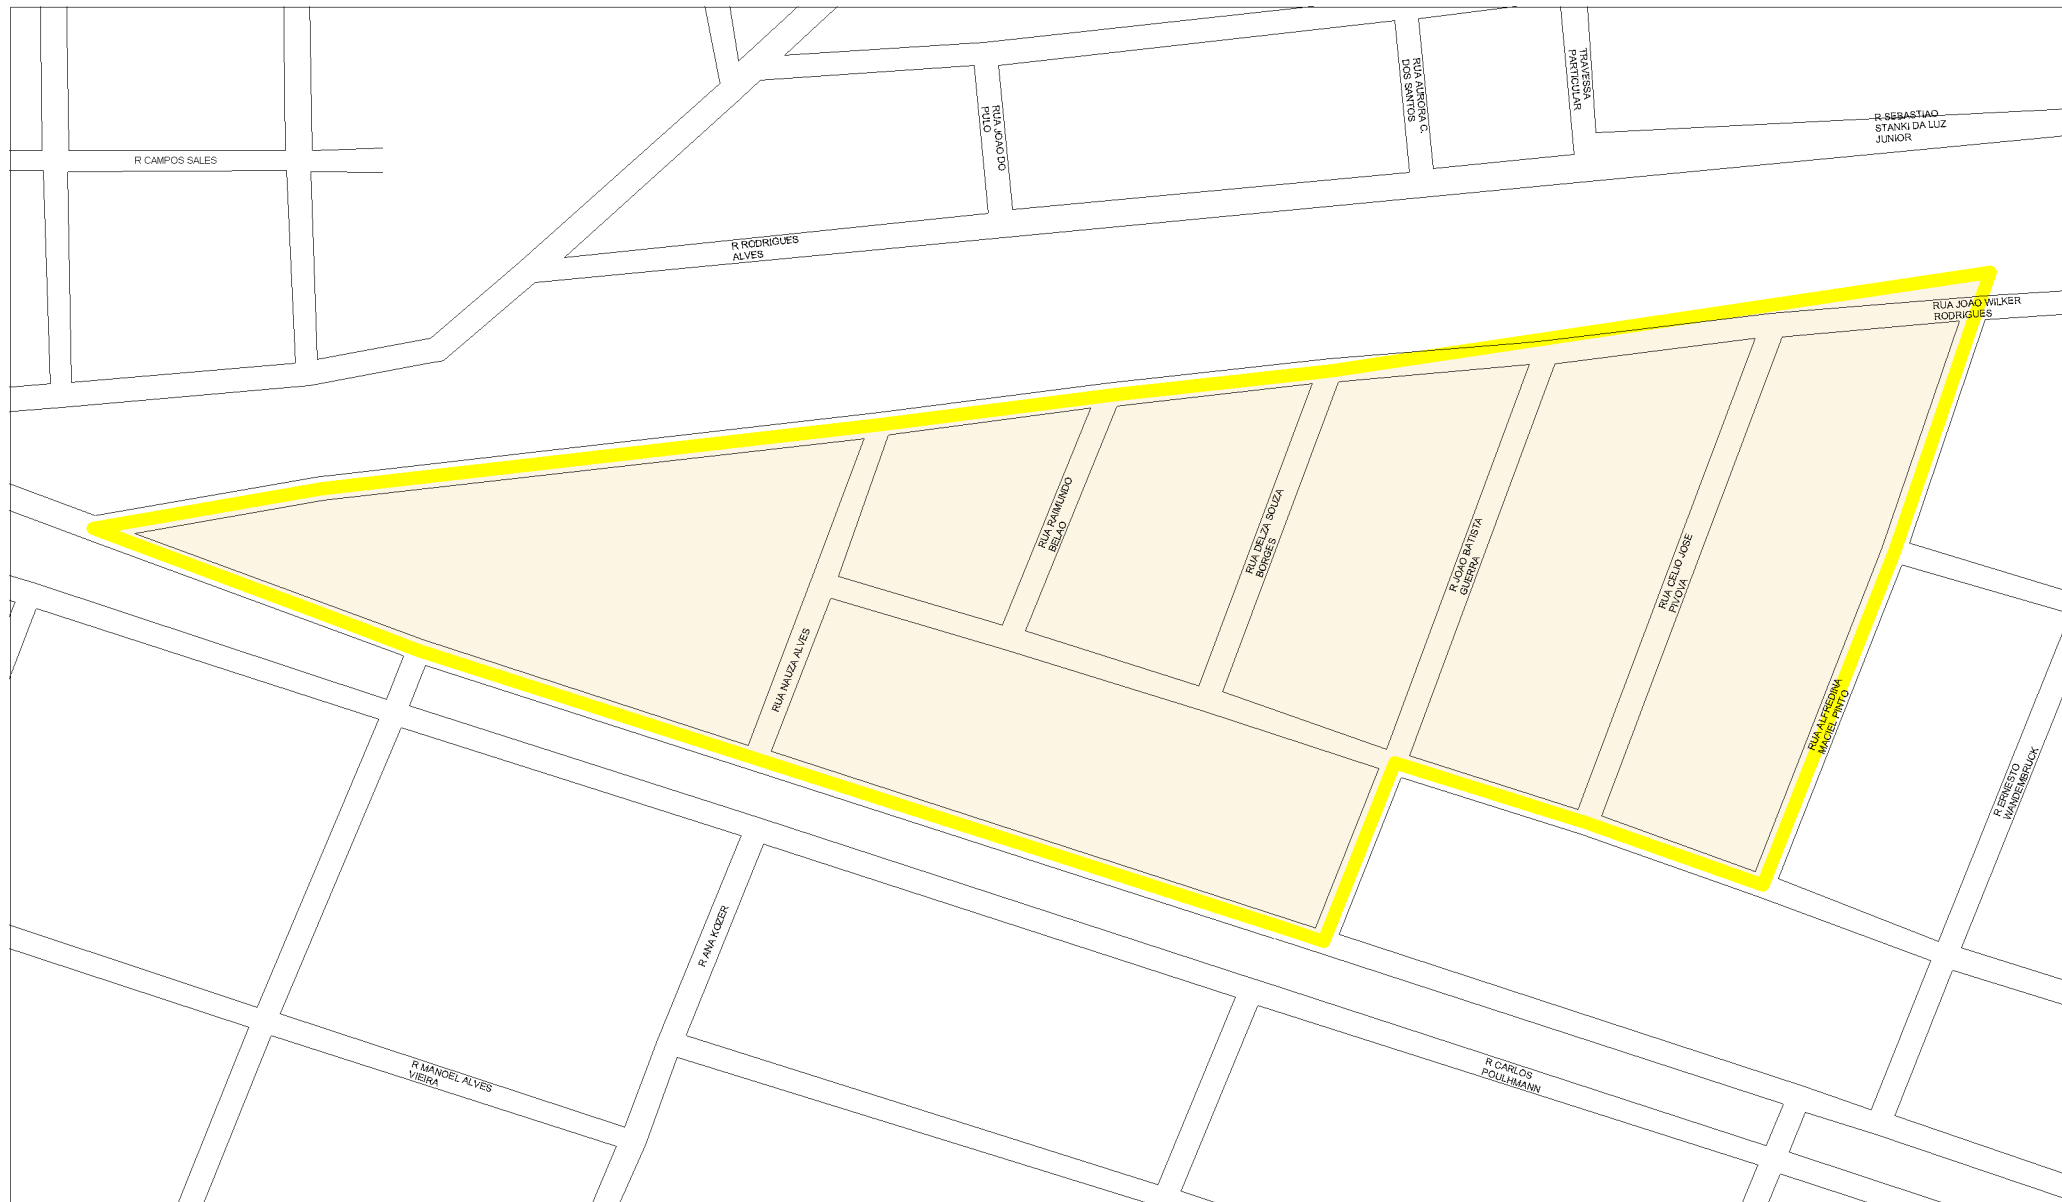 TRAVESSA
PARTICULAR
RUA AURORA C.
DOS SANTOS
RUA JOAO DO
PULO
R SEBASTIAO
STANKI DA LUZ
JUNIOR
R CAMPOS SALES
R RODRIGUES
ALVES
RUA JOAO WILKER
RODRIGUES
RUA RAIMUNDO
BELAO
RUA DELZA SOUZA
BORGES
R JOAO BATISTA
GUERRA
RUA CELIO JOSE
PIVOVA
RUA NAUZA ALVES
RUA ALFREDINA
MACIEL PINTO
R ERNESTO
WANDEMBRUCK
R ANA KOZER
R MANOEL ALVES
VIEIRA
R CARLOS
POULHMANN